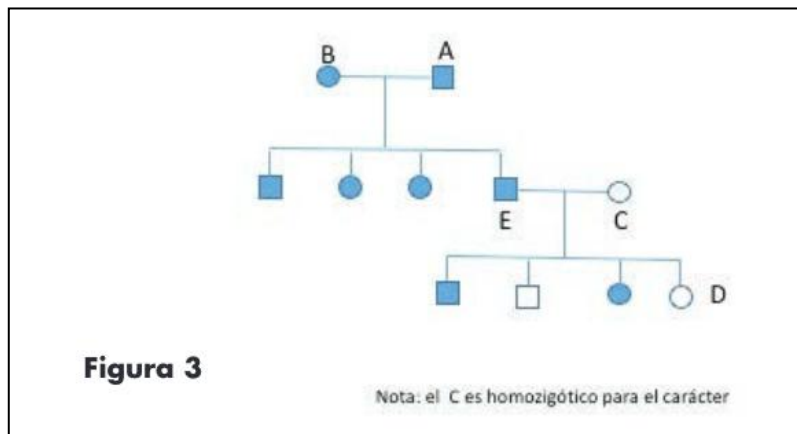 B A
E C
D
Figura 3
Nota: el C es homozigótico para el carácter